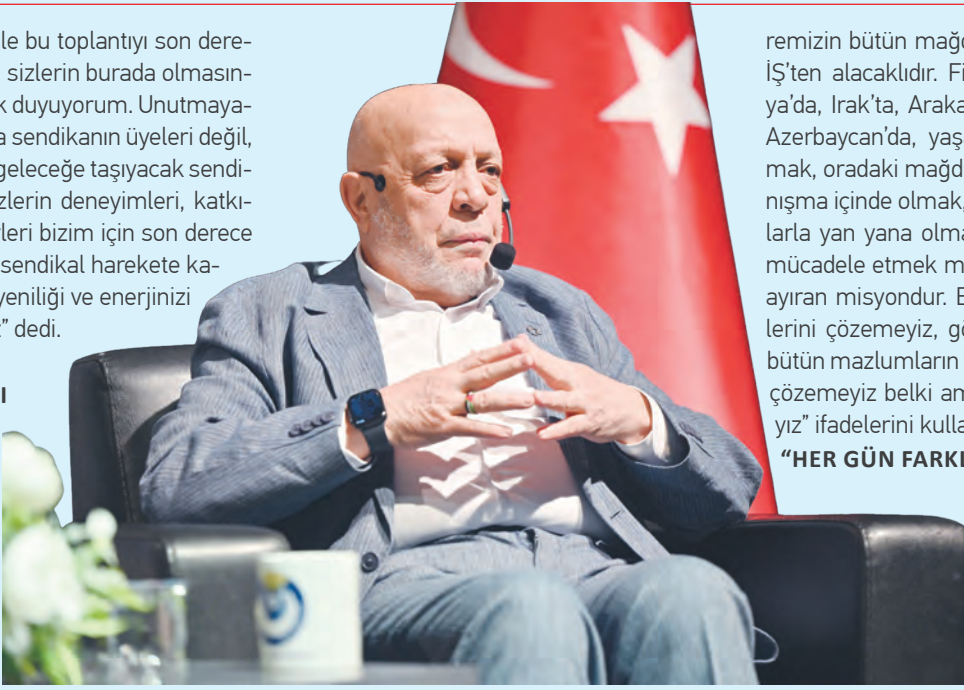 le bu toplantıyı son dere-
sizlerin burada olmasın-
k duyuyorum. Unutmaya-
a sendikanın üyeleri değil,
geleceğe taşıyacak sendi-
zlerin deneyimleri, katkı-
leri bizim için son derece
sendikal harekete ka-
yeniliği ve enerjinizi
” dedi.
I
remizin bütün mağd
İŞ’ten alacaklıdır. Fi
ya’da, Irak’ta, Araka
Azerbaycan’da, yaş
mak, oradaki mağd
nışma içinde olmak,
larla yan yana olma
mücadele etmek m
ayıran misyondur. B
lerini çözemeyiz, gö
bütün mazlumların
çözemeyiz belki am
yız” ifadelerini kulla
“HER GÜN FARKI